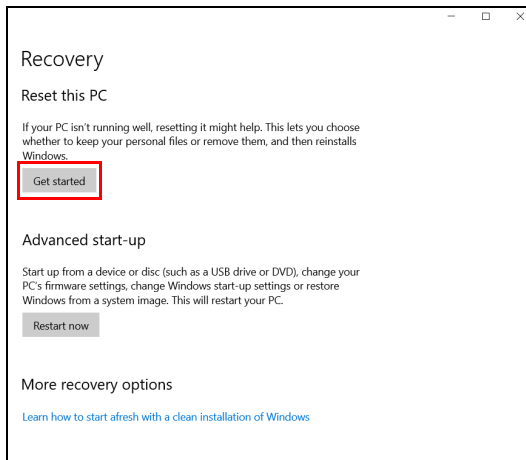 Recovery
Reset this PC
If your PC isn't running well, resetting it might help. This lets you choose
whether to keep your personal files or remove them, and then reinstalls
Windows.
Get started
Advanced start-up
Start up from a device or disc (such as a USB drive or DVD), change your
PC's firmware settings, change Windows start-up settings or restore
Windows from a system image. This will restart your PC.
Restart now
More recovery options
Learn how to start afresh with a clean installation of Windows